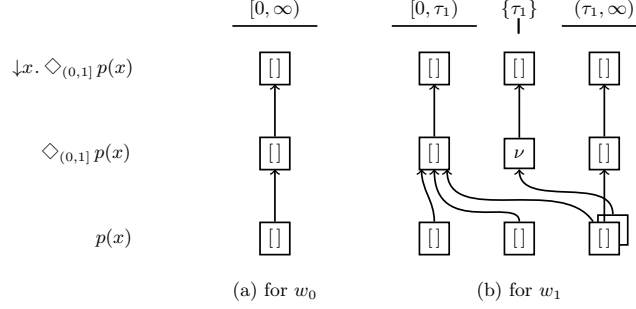 [0, ∞) [0, τ₁) {τ₁} (τ₁, ∞)
↓x. ◇₍₀,₁] p(x) [] [] [] []
◇₍₀,₁] p(x) [] [] ν []
p(x) [] [] [] []
(a) for w₀ (b) for w₁